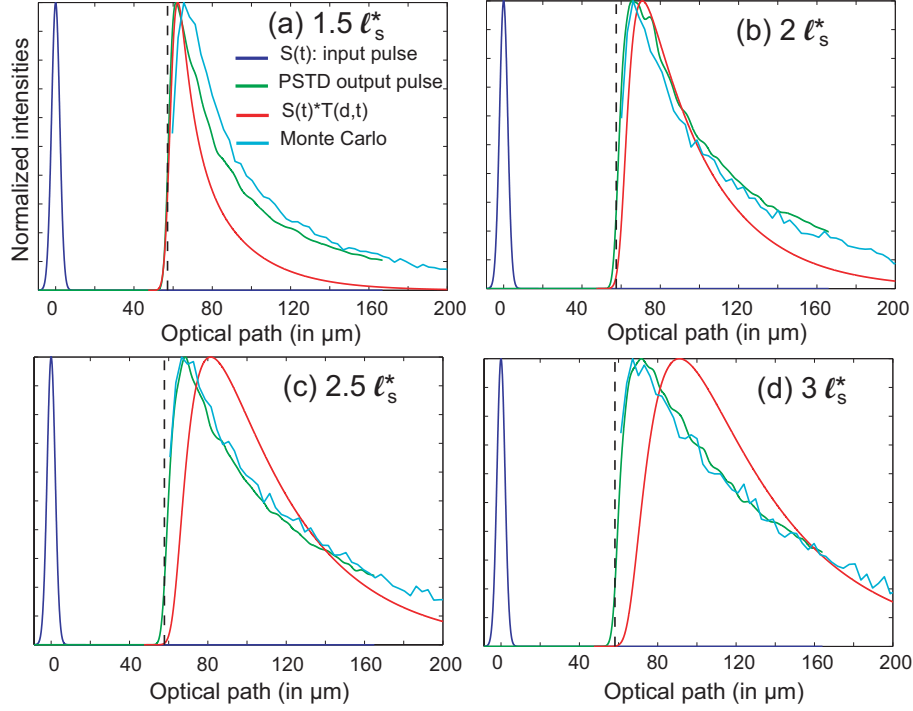 Normalized intensities
(a) 1.5 ℓ*ₛ
S(t): input pulse
PSTD output pulse
S(t)*T(d,t)
Monte Carlo
0 40 80 120 160 200
Optical path (in µm)
(b) 2 ℓ*ₛ
0 40 80 120 160 200
Optical path (in µm)
(c) 2.5 ℓ*ₛ
0 40 80 120 160 200
Optical path (in µm)
(d) 3 ℓ*ₛ
0 40 80 120 160 200
Optical path (in µm)